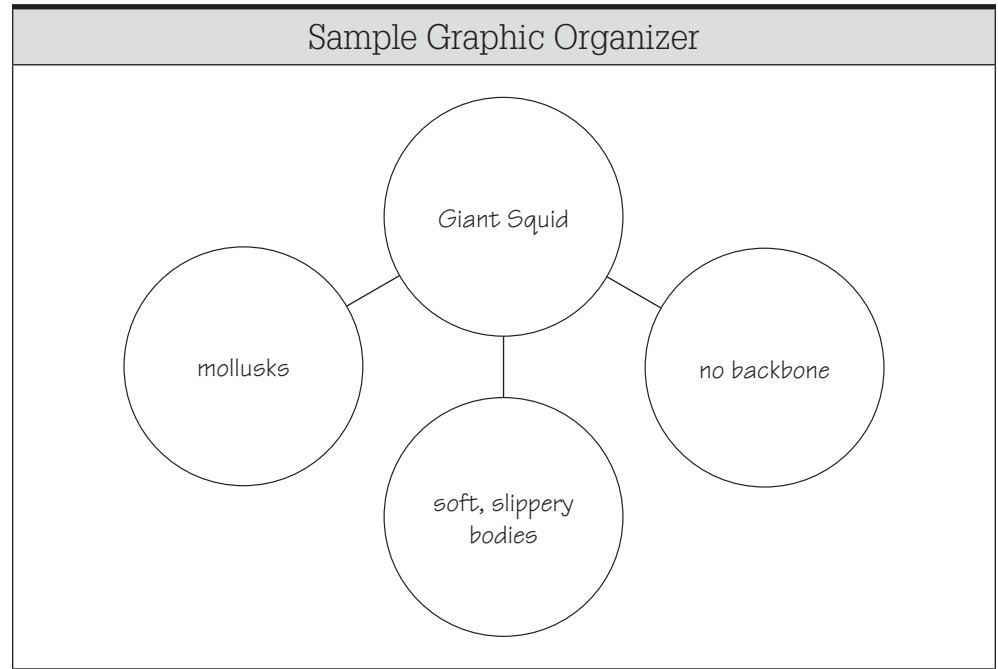 Sample Graphic Organizer
Giant Squid
mollusks
no backbone
soft, slippery
bodies